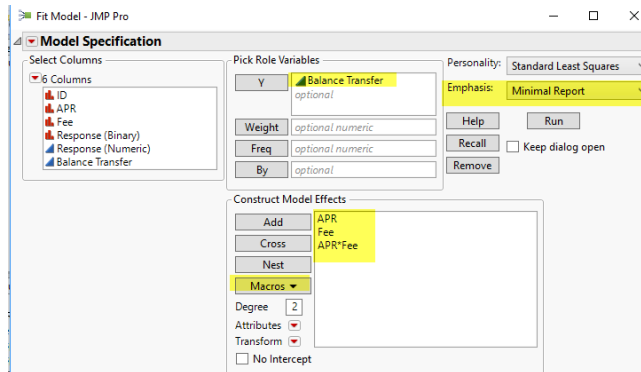 Fit Model - JMP Pro
Model Specification
Select Columns
6 Columns
ID
APR
Fee
Response (Binary)
Response (Numeric)
Balance Transfer
Pick Role Variables
Y
Balance Transfer
optional
Weight
optional numeric
Freq
optional numeric
By
optional
Personality:
Standard Least Squares
Emphasis:
Minimal Report
Help
Run
Recall
Keep dialog open
Remove
Construct Model Effects
Add
Cross
Nest
Macros
Degree 2
Attributes
Transform
No Intercept
APR
Fee
APR*Fee